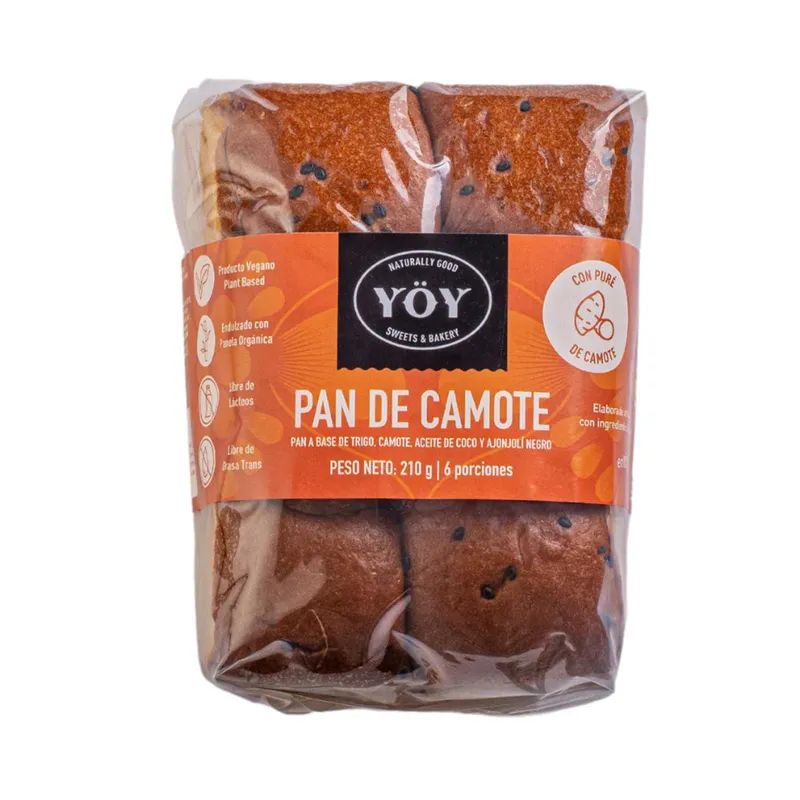 NATURALLY GOOD
YÖY
SWEETS & BAKERY
Producto Vegano
Plant Based
Endulzado con
Panela Orgánica
Libre de
Lácteos
Libre de
Grasa Trans
CON PURÉ
DE CAMOTE
PAN DE CAMOTE
PAN A BASE DE TRIGO, CAMOTE, ACEITE DE COCO Y AJONJOLÍ NEGRO
PESO NETO: 210 g | 6 porciones
con